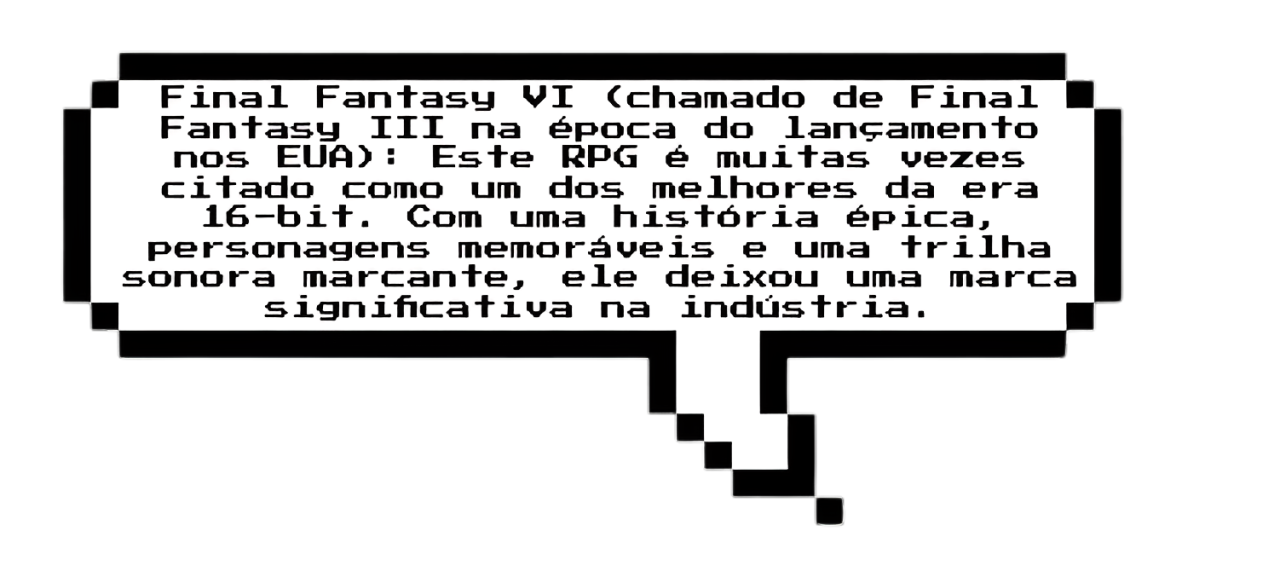 Final Fantasy VI (chamado de Final
Fantasy III na época do lançamento
nos EUA): Este RPG é muitas vezes
citado como um dos melhores da era
16-bit. Com uma história épica,
personagens memoráveis e uma trilha
sonora marcante, ele deixou uma marca
significativa na indústria.